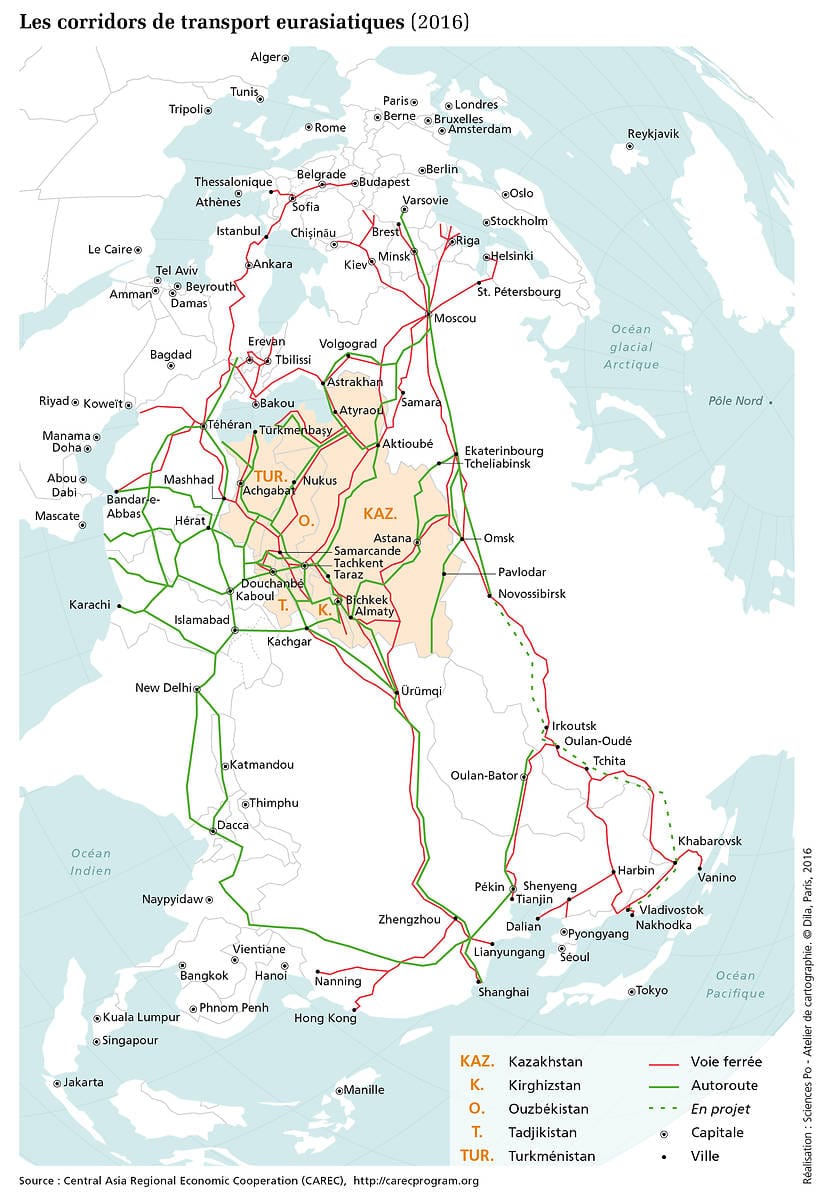 Les corridors de transport eurasiatiques (2016)
Alger
Tunis
Tripoli
Paris
Londres
Berne
Bruxelles
Amsterdam
Rome
Reykjavik
Berlin
Belgrade
Budapest
Thessalonique
Athènes
Sofia
Oslo
Varsovie
Stockholm
Istanbul
Chișinău
Brest
Riga
Helsinki
Le Caire
Ankara
Kiev
Minsk
Tel Aviv
Beyrouth
Amman
Damas
St. Pétersbourg
Moscou
Océan
glacial
Arctique
Erevan
Tbilissi
Volgograd
Bagdad
Astrakhan
Pôle Nord
Riyad
Koweït
Bakou
Atyraou
Samara
Téhéran
Türkmenbaşy
Aktioubé
Manama
Doha
Ekaterinbourg
Tcheliabinsk
Abou
Dabi
Mashhad
TUR.
Achgabat
Nukus
Bandar-e-
Abbas
KAZ.
Mascate
Hérat
O.
Astana
Omsk
Samarcande
Tachkent
Taraz
Pavlodar
Douchanbé
Kaboul
Novossibirsk
Karachi
T.
K.
Bichkek
Almaty
Islamabad
Kachgar
New Delhi
Ürümqi
Irkoutsk
Oulan-Oudé
Tchita
Katmandou
Oulan-Bator
Thimphu
Dacca
Khabarovsk
Océan
Indien
Harbin
Vanino
Pékin
Shenyeng
Tianjin
Naypyidaw
Zhengzhou
Dalian
Vladivostok
Nakhodka
Pyongyang
Lianyungang
Séoul
Vientiane
Bangkok
Hanoi
Nanning
Shanghai
Tokyo
Océan
Pacifique
Phnom Penh
Hong Kong
Kuala Lumpur
Singapour
Jakarta
Manille
KAZ. Kazakhstan
K. Kirghizstan
O. Ouzbékistan
T. Tadjikistan
TUR. Turkménistan
Voie ferrée
Autoroute
En projet
Capitale
Ville
Source : Central Asia Regional Economic Cooperation (CAREC), http://carecprogram.org
Réalisation : Sciences Po - Atelier de cartographie. © Dila, Paris, 2016